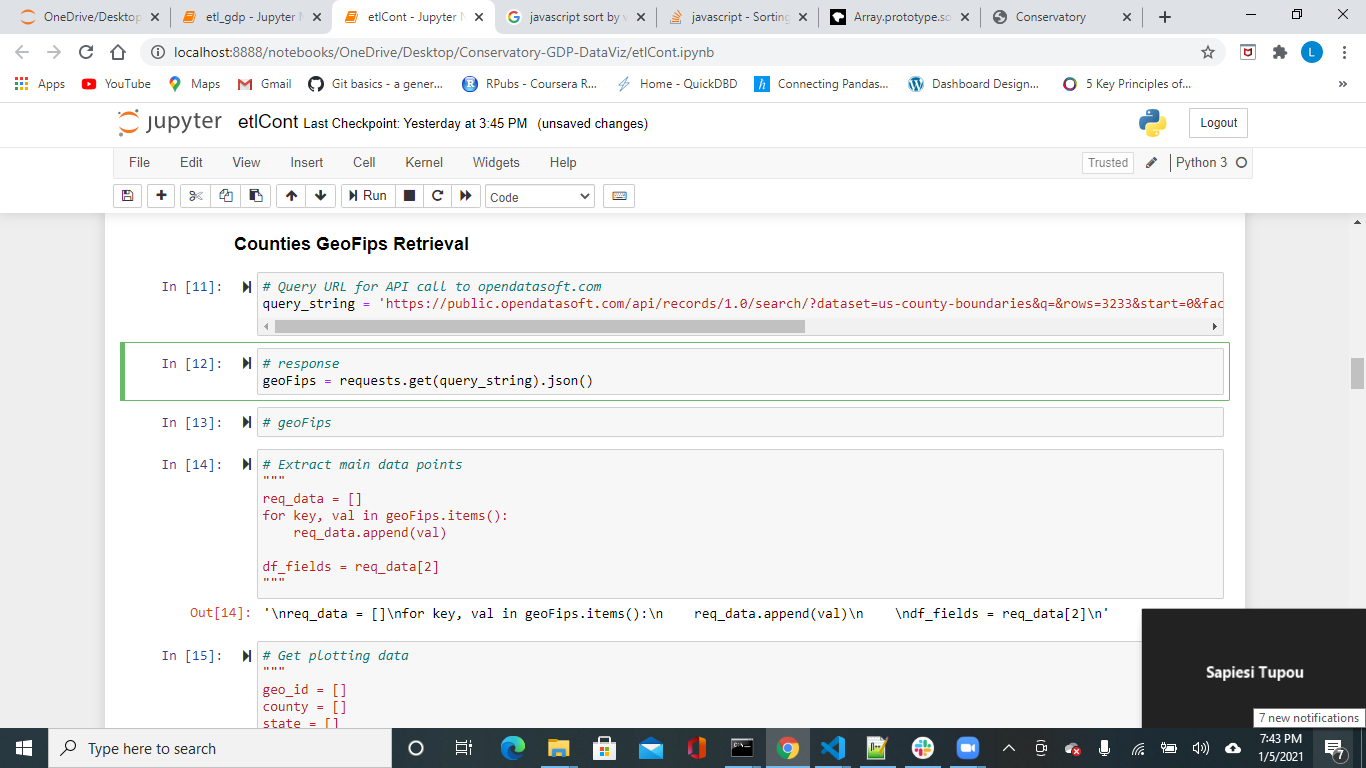 OneDrive/Desktop
etl_gdp - Jupyter N
etlCont - Jupyter N
javascript sort by v
javascript - Sorting
Array.prototype.so
Conservatory
localhost:8888/notebooks/OneDrive/Desktop/Conservatory-GDP-DataViz/etlCont.ipynb
L
Apps
YouTube
Maps
Gmail
Git basics - a gener...
RPubs - Coursera R...
Home - QuickDBD
Connecting Pandas...
Dashboard Design...
5 Key Principles of...
»
jupyter etlCont Last Checkpoint: Yesterday at 3:45 PM (unsaved changes)
Logout
File Edit View Insert Cell Kernel Widgets Help
Trusted
Python 3
Run
Code
Counties GeoFips Retrieval
In [11]:
# Query URL for API call to opendatasoft.com
query_string = 'https://public.opendatasoft.com/api/records/1.0/search/?dataset=us-county-boundaries&q=&rows=3233&start=0&fac
In [12]:
# response
geoFips = requests.get(query_string).json()
In [13]:
# geoFips
In [14]:
# Extract main data points
"""
req_data = []
for key, val in geoFips.items():
    req_data.append(val)
df_fields = req_data[2]
"""
Out[14]:
'\nreq_data = []\nfor key, val in geoFips.items():\n    req_data.append(val)\n    \ndf_fields = req_data[2]\n'
In [15]:
# Get plotting data
"""
geo_id = []
county = []
state = []
Sapiesi Tupou
7 new notifications
Type here to search
7:43 PM
1/5/2021
7